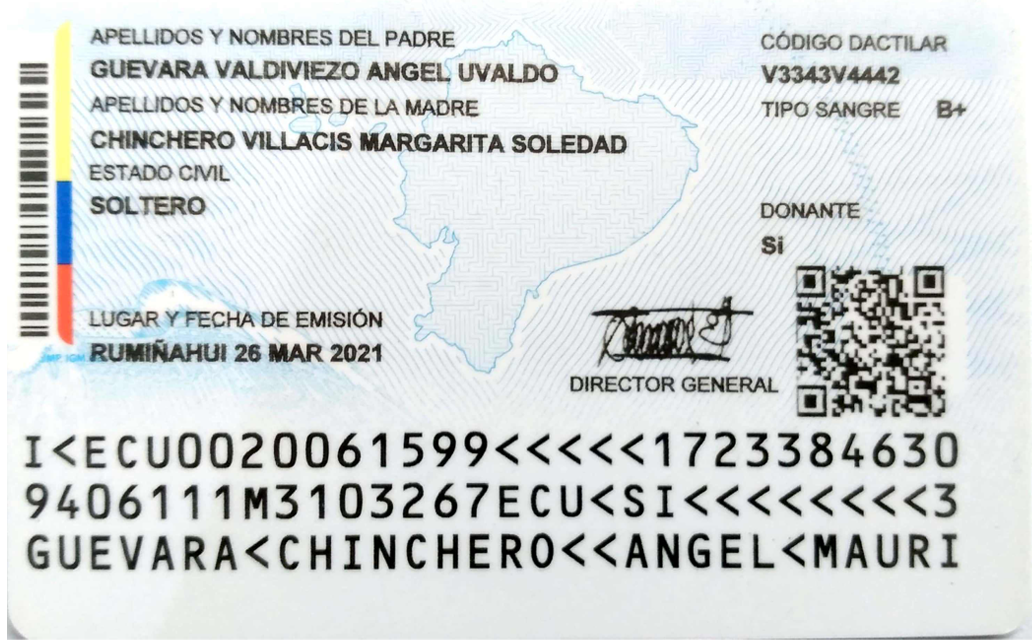 APELLIDOS Y NOMBRES DEL PADRE
GUEVARA VALDIVIEZO ANGEL UVALDO
APELLIDOS Y NOMBRES DE LA MADRE
CHINCHERO VILLACIS MARGARITA SOLEDAD
ESTADO CIVIL
SOLTERO
CÓDIGO DACTILAR
V3343V4442
TIPO SANGRE B+
DONANTE
Si
LUGAR Y FECHA DE EMISIÓN
RUMIÑAHUI 26 MAR 2021
DIRECTOR GENERAL
I<ECU0020061599<<<<<1723384630
9406111M3103267ECU<SI<<<<<<<<<3
GUEVARA<CHINCHERO<<ANGEL<MAURI